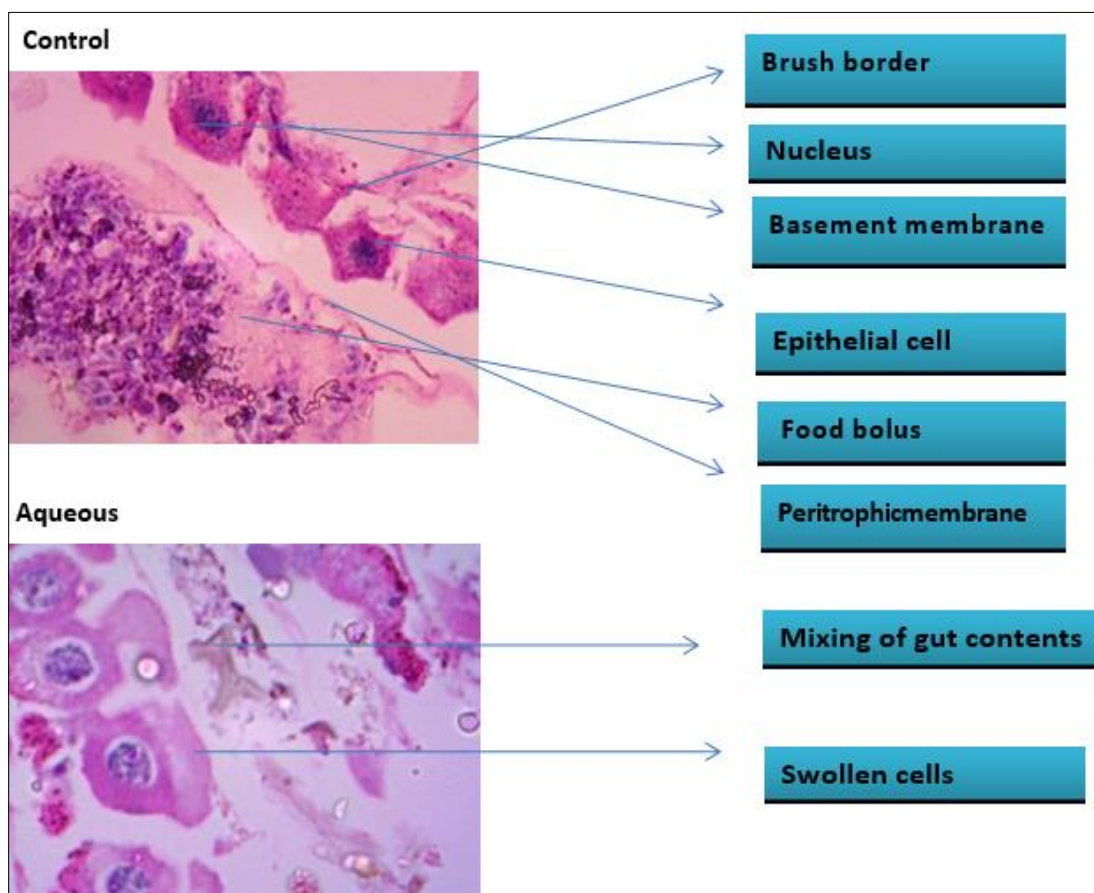 Control
Brush border
Nucleus
Basement membrane
Epithelial cell
Food bolus
Peritrophicmembrane
Aqueous
Mixing of gut contents
Swollen cells